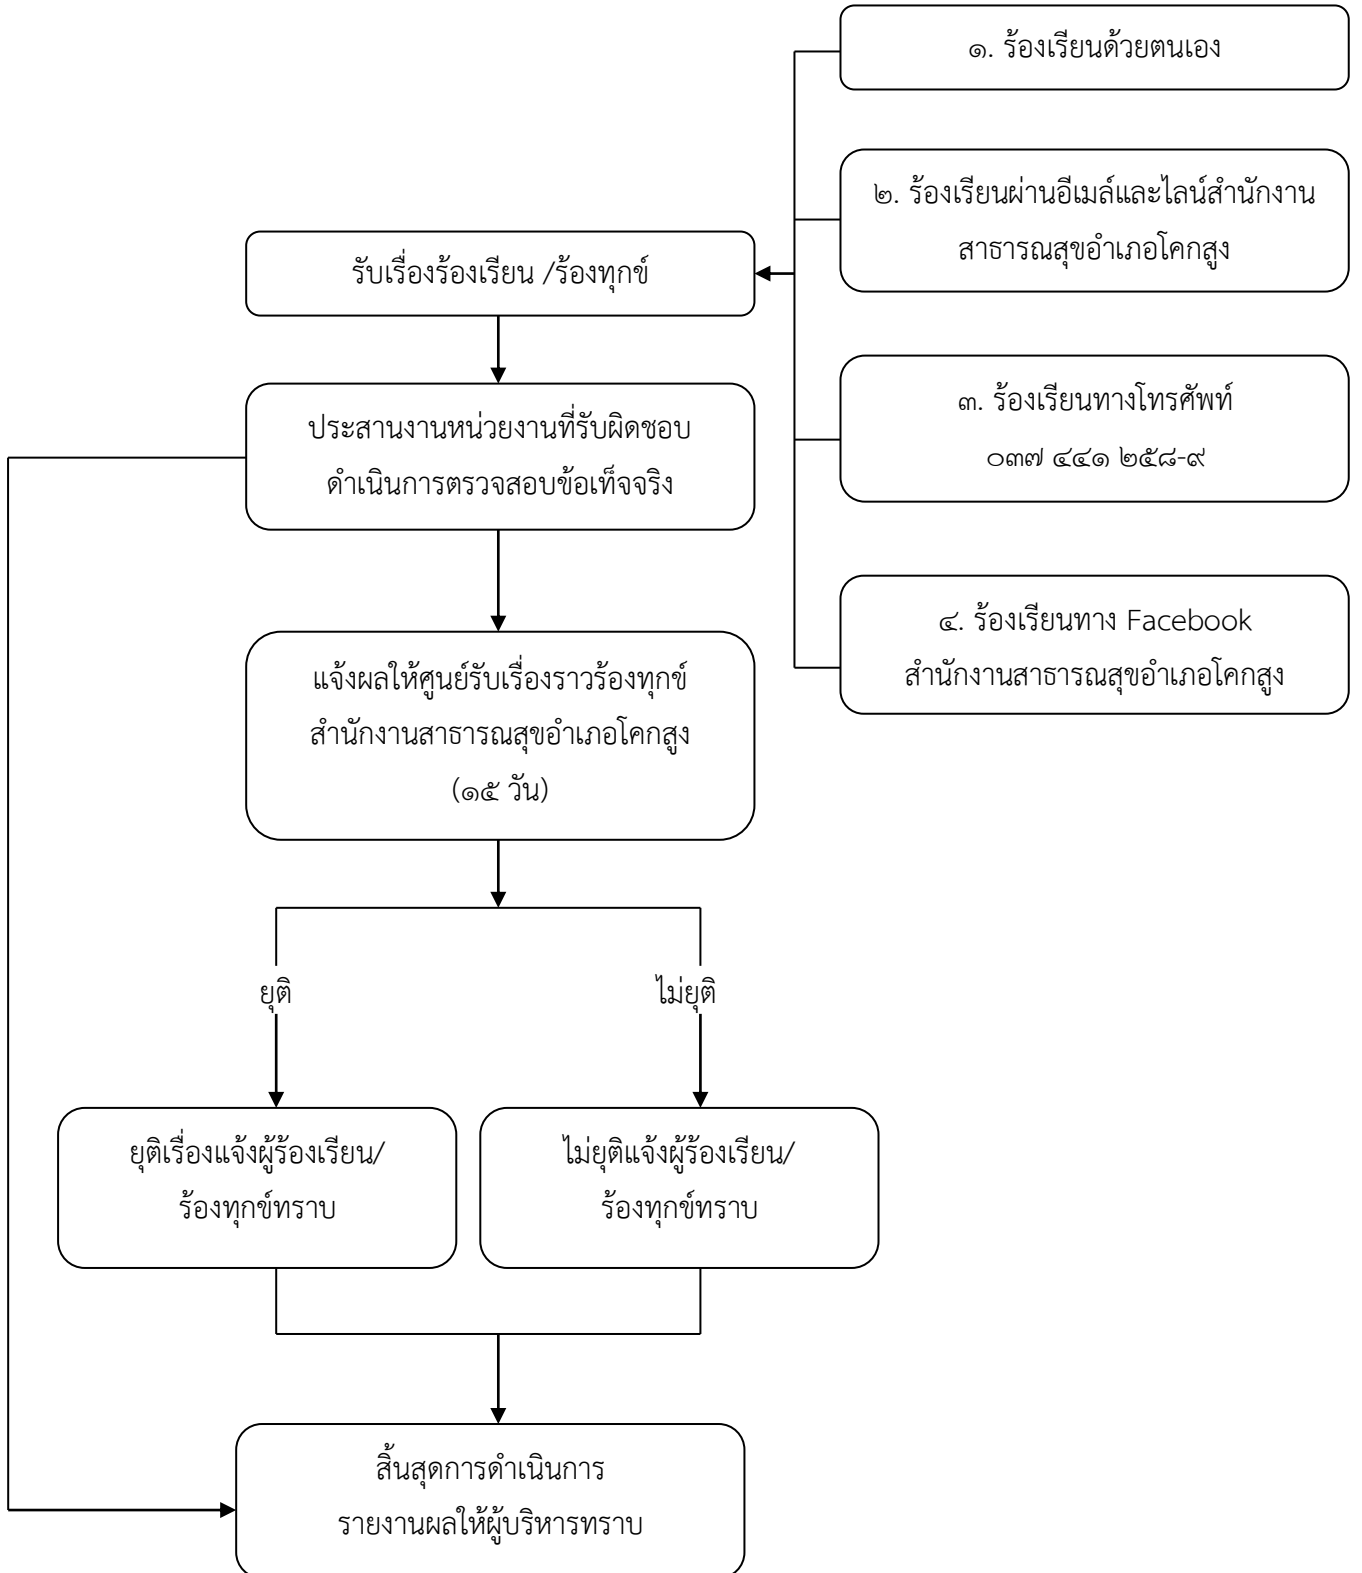 ๑. ร้องเรียนด้วยตนเอง
๒. ร้องเรียนผ่านอีเมล์และไลน์สำนักงาน
สาธารณสุขอำเภอโคกสูง
รับเรื่องร้องเรียน /ร้องทุกข์
๓. ร้องเรียนทางโทรศัพท์
๐๓๗ ๔๔๑ ๒๕๘-๙
ประสานงานหน่วยงานที่รับผิดชอบ
ดำเนินการตรวจสอบข้อเท็จจริง
๔. ร้องเรียนทาง Facebook
สำนักงานสาธารณสุขอำเภอโคกสูง
แจ้งผลให้ศูนย์รับเรื่องราวร้องทุกข์
สำนักงานสาธารณสุขอำเภอโคกสูง
(๑๕ วัน)
ยุติ
ไม่ยุติ
ยุติเรื่องแจ้งผู้ร้องเรียน/
ร้องทุกข์ทราบ
ไม่ยุติแจ้งผู้ร้องเรียน/
ร้องทุกข์ทราบ
สิ้นสุดการดำเนินการ
รายงานผลให้ผู้บริหารทราบ